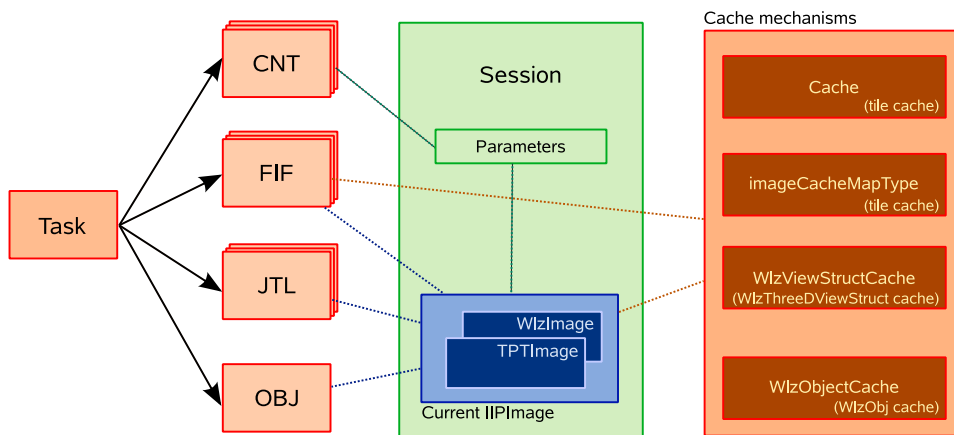 Task
CNT
FIF
JTL
OBJ
Session
Parameters
WlzImage
TPTImage
Current IIPImage
Cache mechanisms
Cache
(tile cache)
imageCacheMapType
(tile cache)
WlzViewStructCache
(WlzThreeDViewStruct cache)
WlzObjectCache
(WlzObj cache)